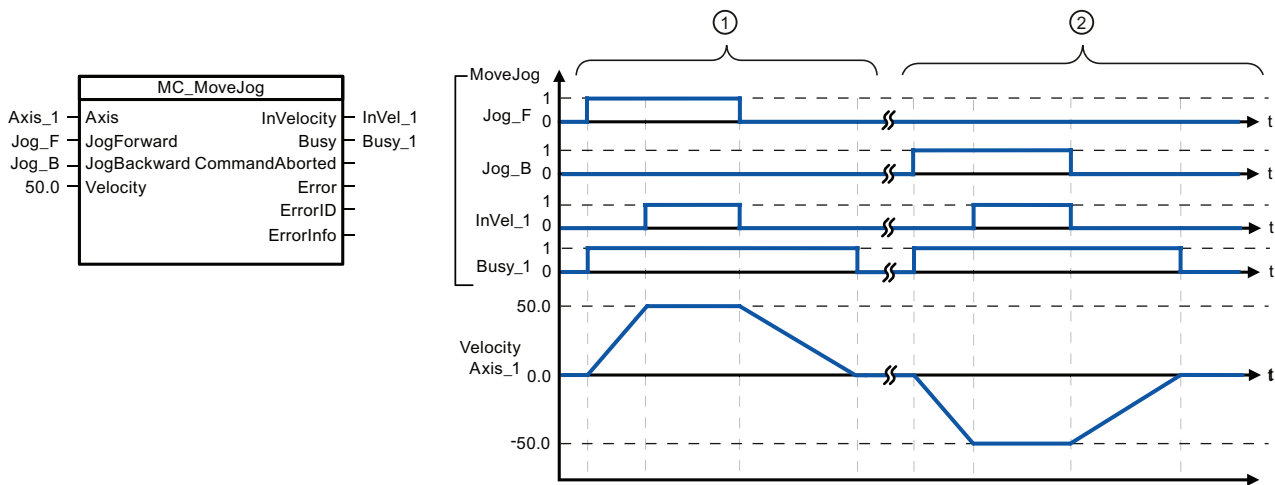 MC_MoveJog
Axis_1 Axis InVelocity InVel_1
Jog_F JogForward Busy Busy_1
Jog_B JogBackward CommandAborted
50.0 Velocity Error
ErrorID
ErrorInfo
1 2
MoveJog
1
Jog_F 0 t
1
Jog_B 0 t
1
InVel_1 0 t
1
Busy_1 0 t
50.0
Velocity
Axis_1 0.0 t
-50.0